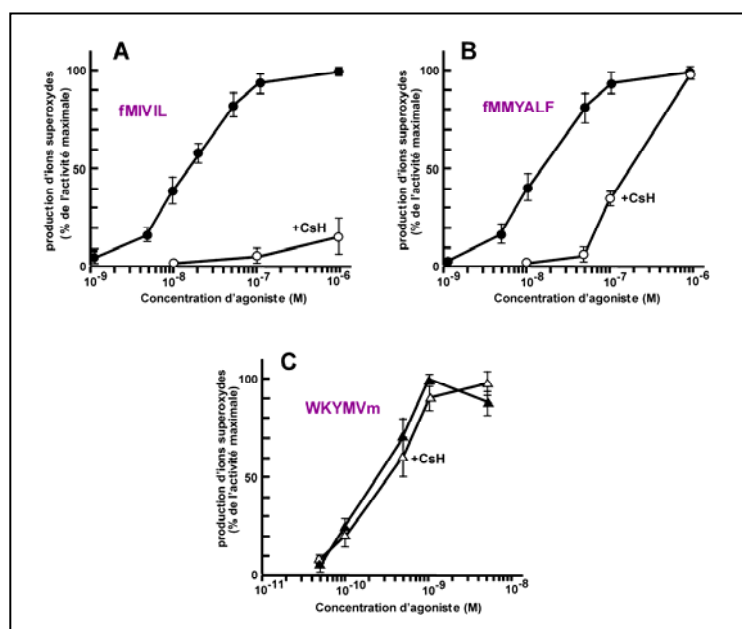 A
production d'ions superoxydes
(% de l'activité maximale)
100
50
0
fMIVIL
+CsH
10-9
10-8
10-7
10-6
Concentration d'agoniste (M)
B
production d'ions superoxydes
(% de l'activité maximale)
100
50
0
fMMYALF
+CsH
10-9
10-8
10-7
10-6
Concentration d'agoniste (M)
C
production d'ions superoxydes
(% de l'activité maximale)
100
50
0
WKYMVm
+CsH
10-11
10-10
10-9
10-8
Concentration d'agoniste (M)